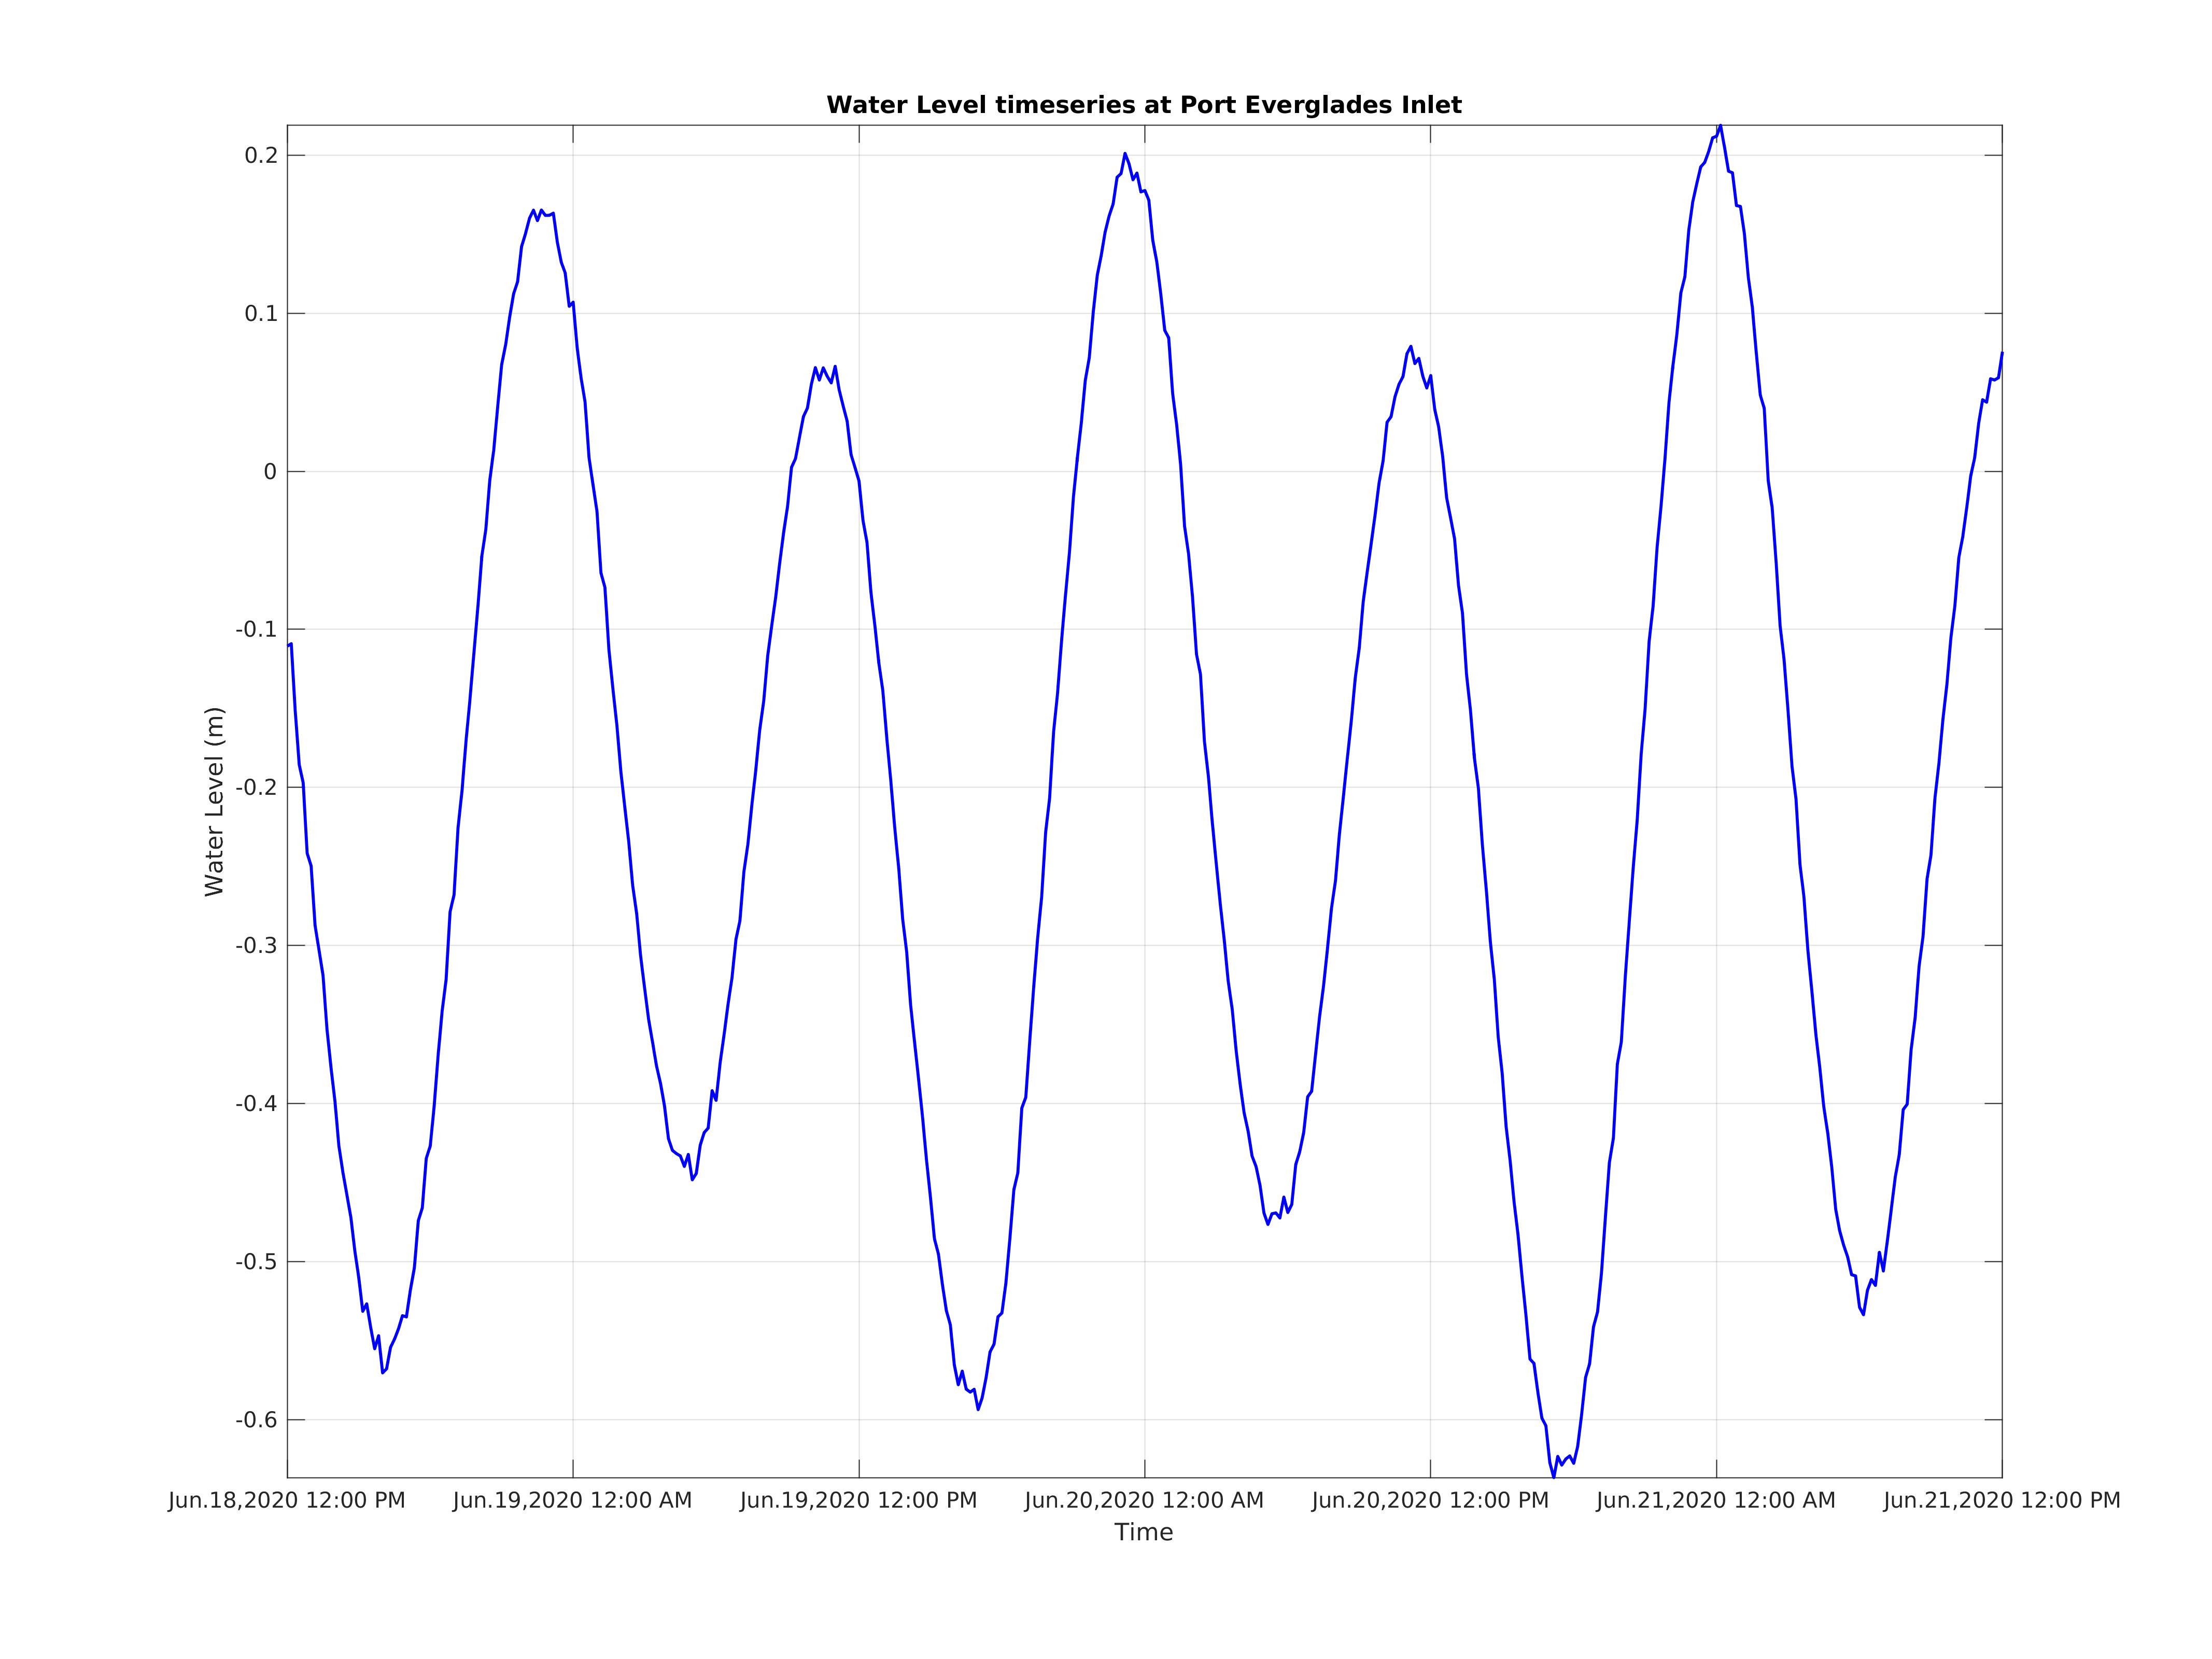 Water Level timeseries at Port Everglades Inlet
0.2
0.1
0
-0.1
-0.2
-0.3
-0.4
-0.5
-0.6
Water Level (m)
Jun.18,2020 12:00 PM
Jun.19,2020 12:00 AM
Jun.19,2020 12:00 PM
Jun.20,2020 12:00 AM
Jun.20,2020 12:00 PM
Jun.21,2020 12:00 AM
Jun.21,2020 12:00 PM
Time